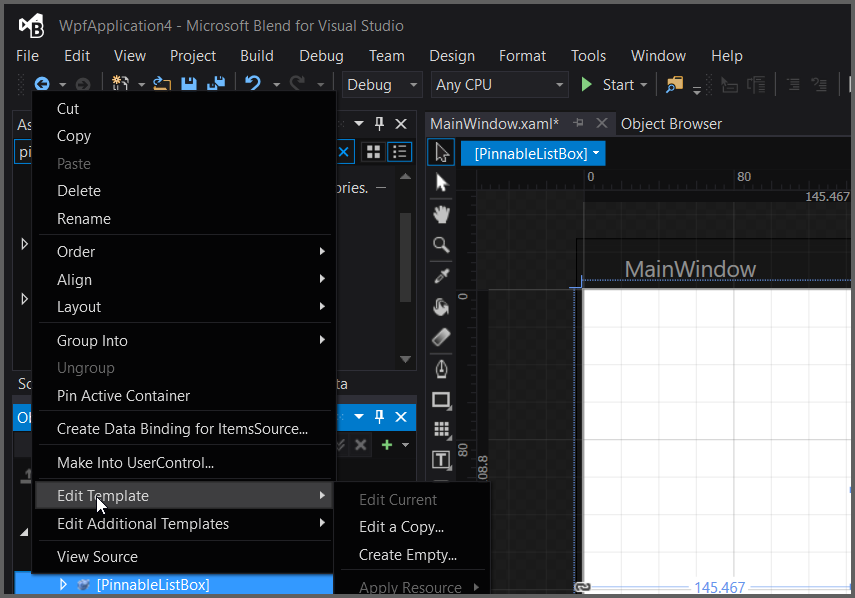 WpfApplication4 - Microsoft Blend for Visual Studio
File Edit View Project Build Debug Team Design Format Tools Window Help
Debug Any CPU Start
As
MainWindow.xaml* Object Browser
pi
[PinnableListBox]
ories.
0 80
145.467
MainWindow
0
80
08.8
145.467
Cut
Copy
Paste
Delete
Rename
Order
Align
Layout
Group Into
Ungroup
Pin Active Container
Create Data Binding for ItemsSource...
Make Into UserControl...
Edit Template
Edit Additional Templates
View Source
Edit Current
Edit a Copy...
Create Empty...
Apply Resource
[PinnableListBox]